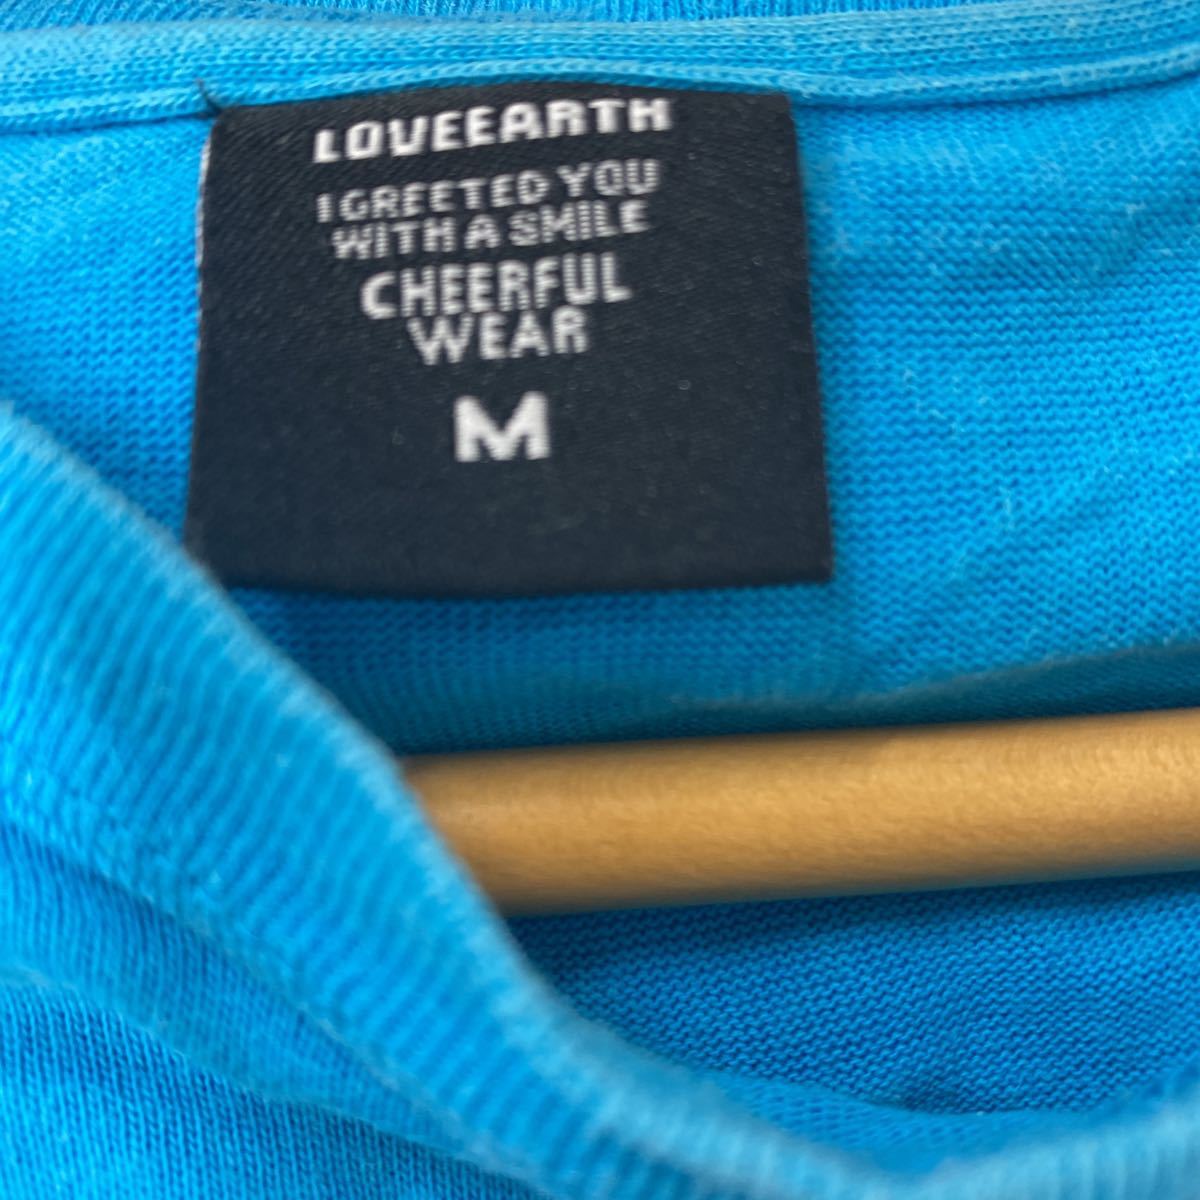 LOVEEARTH
I GREETED YOU
WITH A SMILE
CHEERFUL
WEAR
M